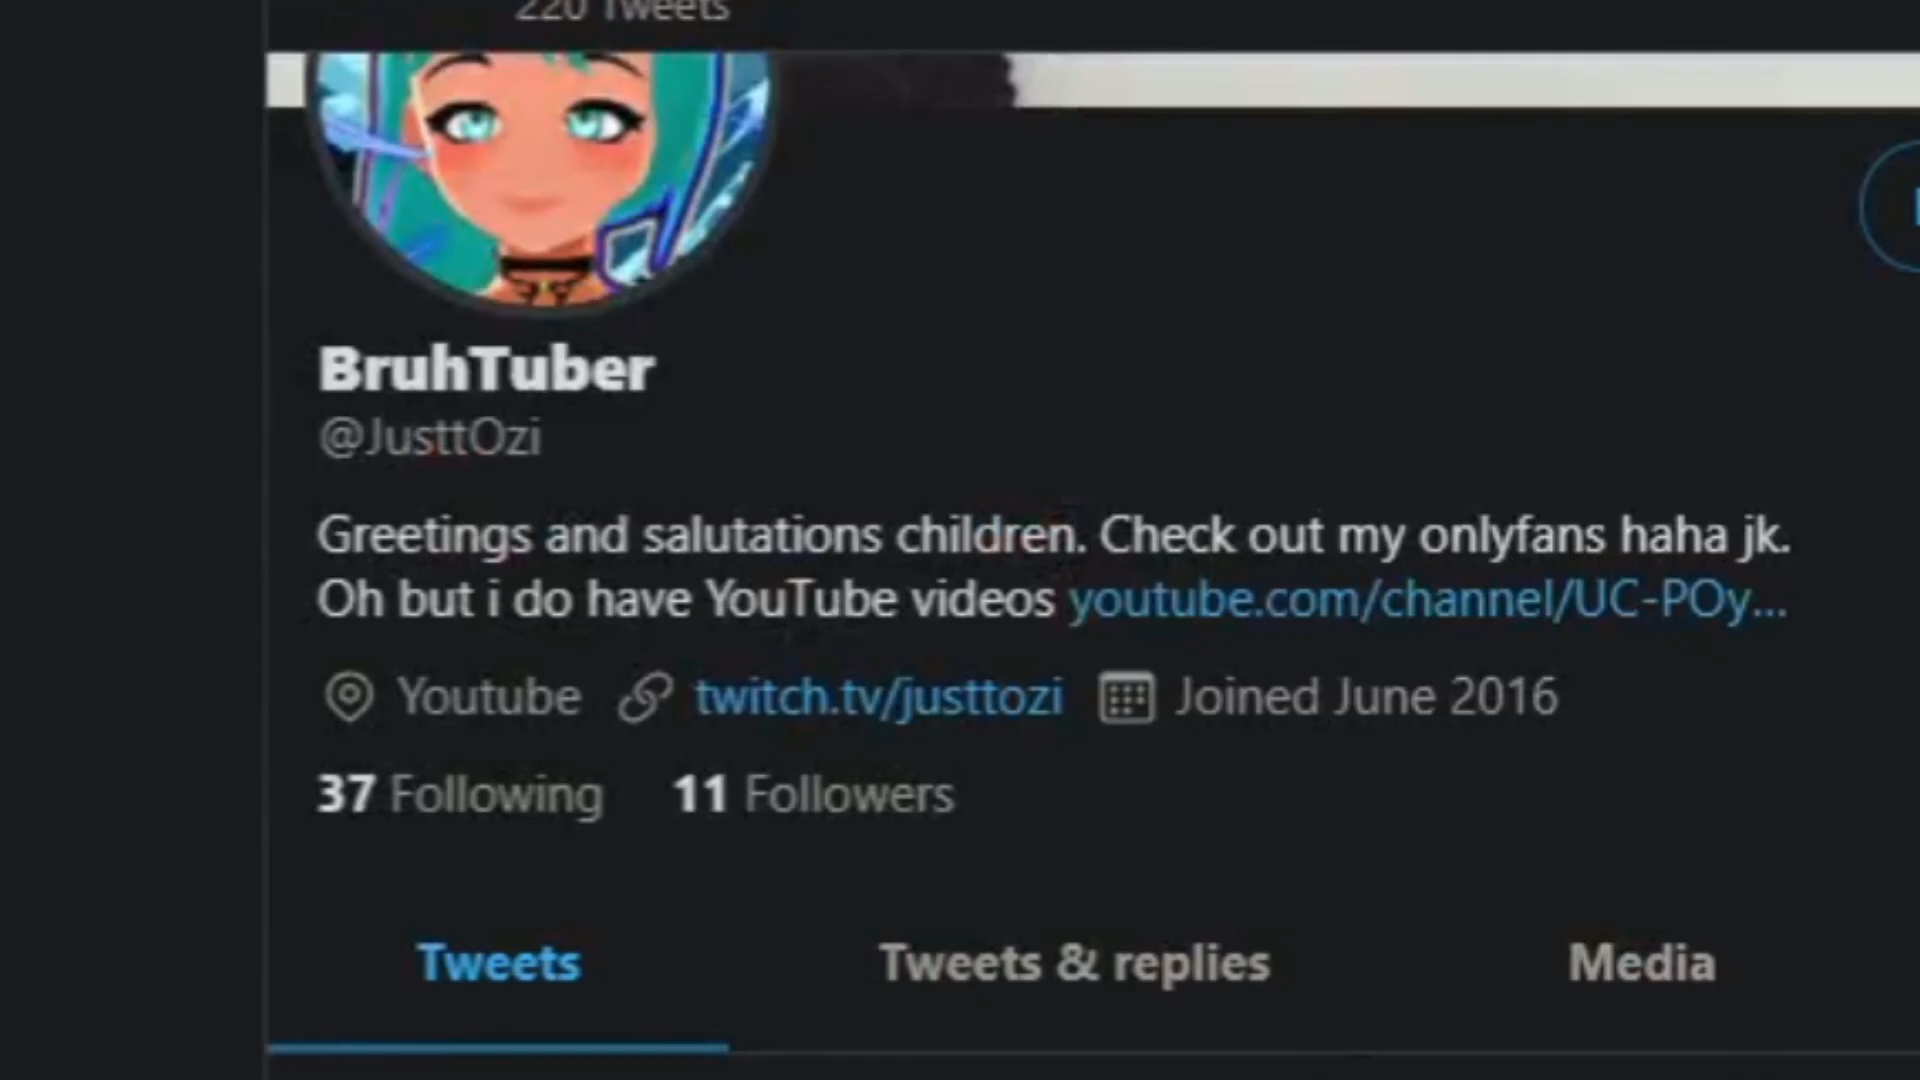 220 Tweets
BruhTuber
@JusttOzi
Greetings and salutations children. Check out my onlyfans haha jk.
Oh but i do have YouTube videos youtube.com/channel/UC-POy...
Youtube twitch.tv/justtozi Joined June 2016
37 Following 11 Followers
Tweets Tweets & replies Media